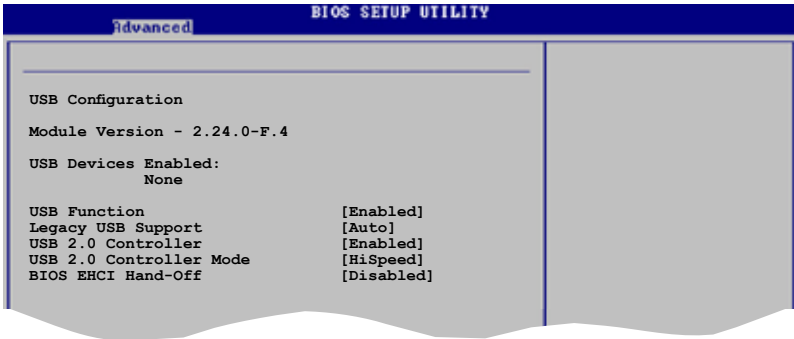 BIOS SETUP UTILITY
Advanced
USB Configuration
Module Version - 2.24.0-F.4
USB Devices Enabled:
None
USB Function [Enabled]
Legacy USB Support [Auto]
USB 2.0 Controller [Enabled]
USB 2.0 Controller Mode [HiSpeed]
BIOS EHCI Hand-Off [Disabled]